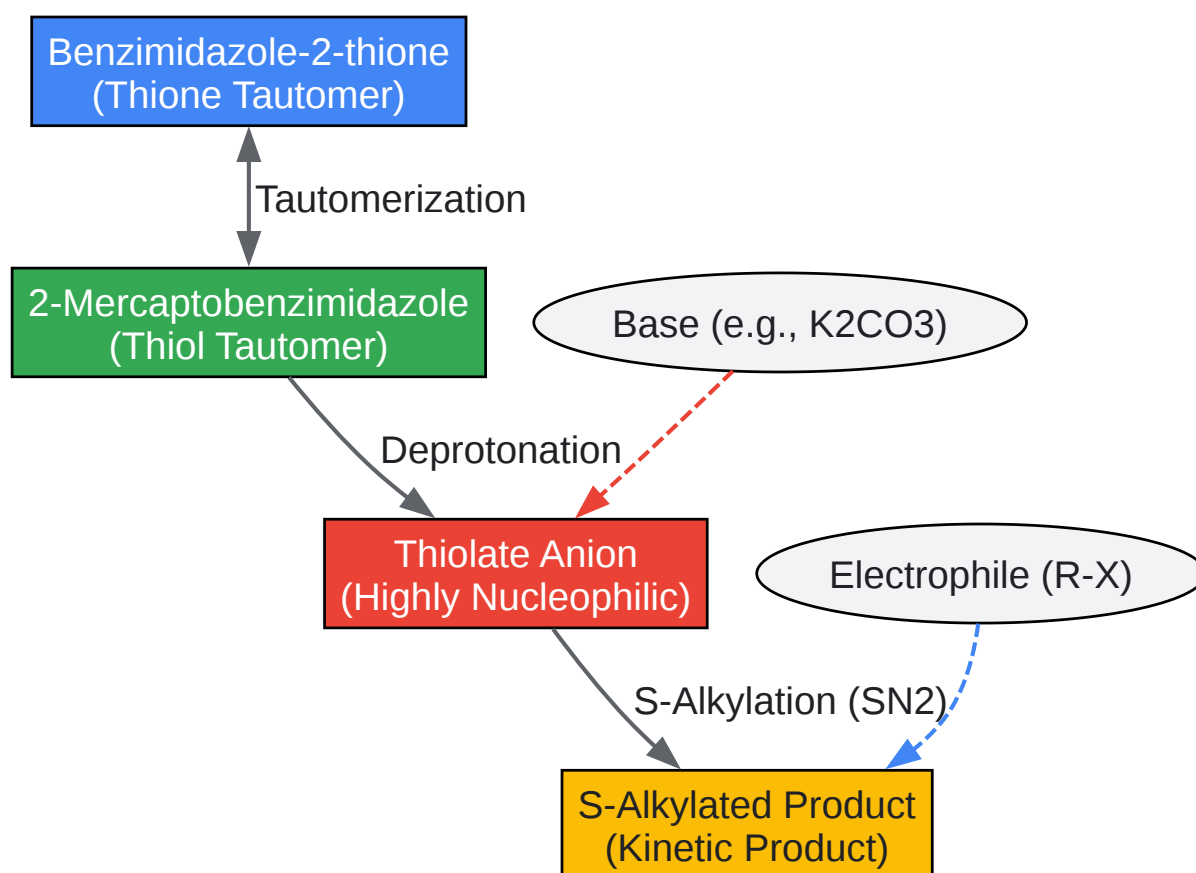 Benzimidazole-2-thione
(Thione Tautomer)
Tautomerization
2-Mercaptobenzimidazole
(Thiol Tautomer)
Base (e.g., K2CO3)
Deprotonation
Thiolate Anion
(Highly Nucleophilic)
Electrophile (R-X)
S-Alkylation (SN2)
S-Alkylated Product
(Kinetic Product)